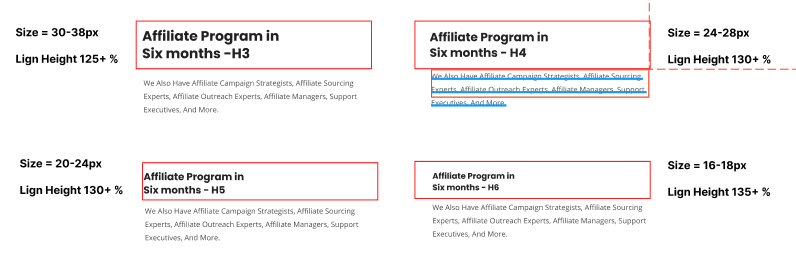 Size = 30-38px
Lign Height 125+ %
Affiliate Program in
Six months -H3
We Also Have Affiliate Campaign Strategists, Affiliate Sourcing
Experts, Affiliate Outreach Experts, Affiliate Managers, Support
Executives, And More.
Affiliate Program in
Six months - H4
We Also Have Affiliate Campaign Strategists, Affiliate Sourcing
Experts, Affiliate Outreach Experts, Affiliate Managers, Support
Executives, And More.
Size = 24-28px
Lign Height 130+ %
Size = 20-24px
Lign Height 130+ %
Affiliate Program in
Six months - H5
We Also Have Affiliate Campaign Strategists, Affiliate Sourcing
Experts, Affiliate Outreach Experts, Affiliate Managers, Support
Executives, And More.
Affiliate Program in
Six months - H6
We Also Have Affiliate Campaign Strategists, Affiliate Sourcing
Experts, Affiliate Outreach Experts, Affiliate Managers, Support
Executives, And More.
Size = 16-18px
Lign Height 135+ %